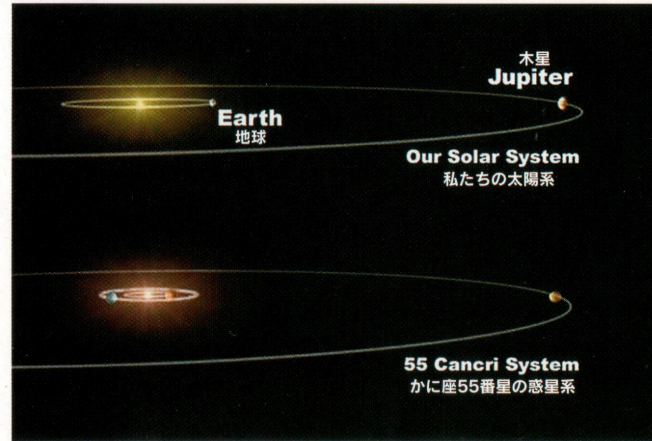 木星
Jupiter
Earth
地球
Our Solar System
私たちの太陽系
55 Cancri System
かに座55番星の惑星系